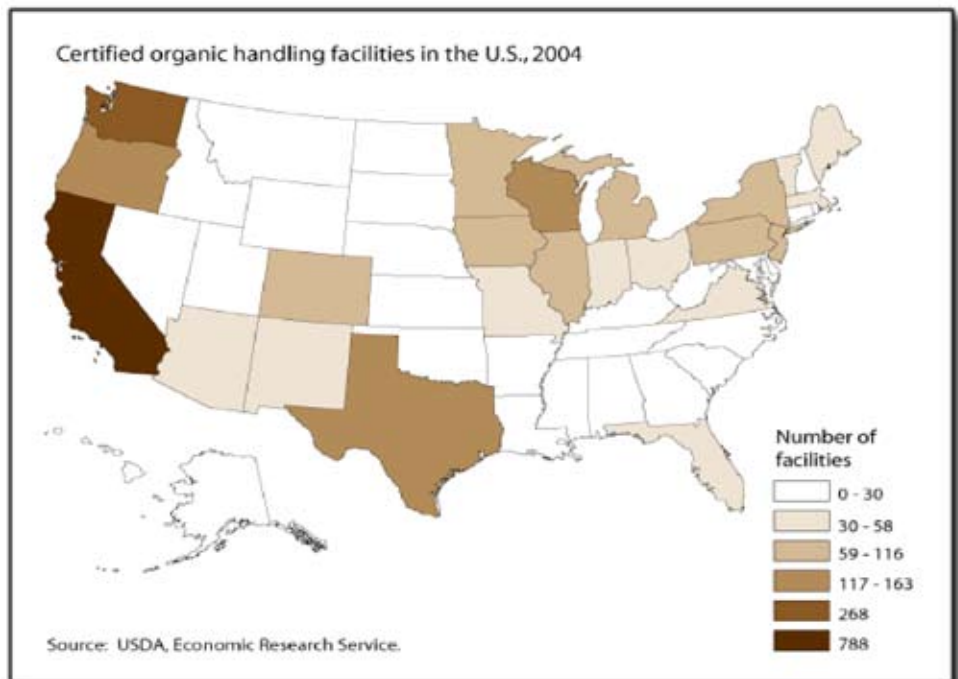 Certified organic handling facilities in the U.S., 2004
Number of
facilities
0 - 30
30 - 58
59 - 116
117 - 163
268
788
Source: USDA, Economic Research Service.